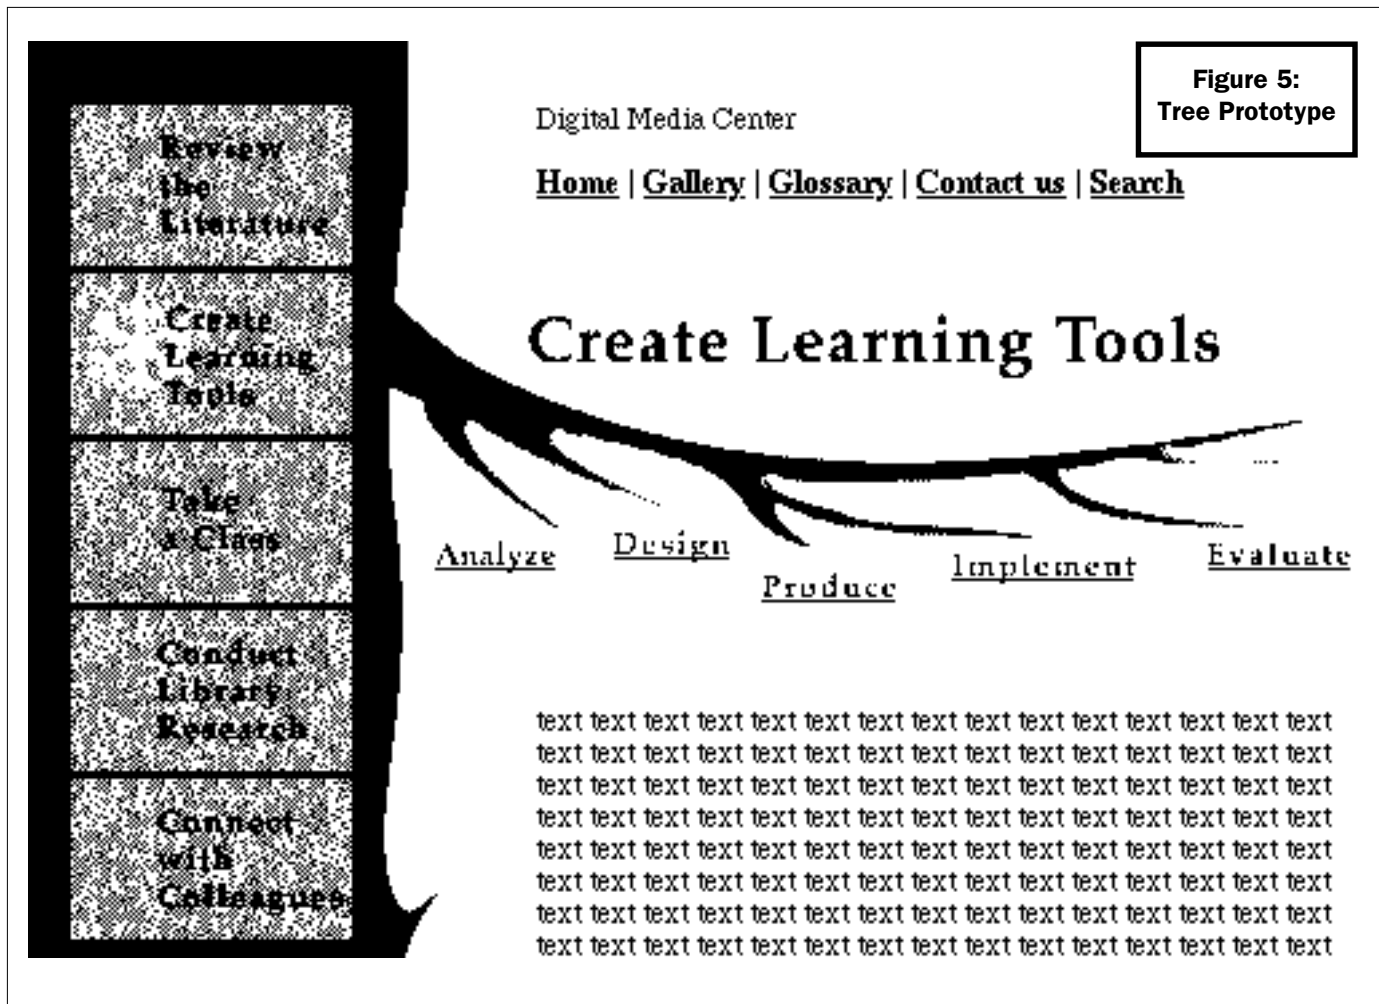 Figure 5:
Tree Prototype
Digital Media Center
Home | Gallery | Glossary | Contact us | Search
Review
the
Literature
Create
Learning
Tools
Take
a Class
Conduct
Library
Research
Connect
with
Colleagues
Create Learning Tools
Analyze
Design
Produce
Implement
Evaluate
text text text text text text text text text text text text text text text
text text text text text text text text text text text text text text text
text text text text text text text text text text text text text text text
text text text text text text text text text text text text text text text
text text text text text text text text text text text text text text text
text text text text text text text text text text text text text text text
text text text text text text text text text text text text text text text
text text text text text text text text text text text text text text text